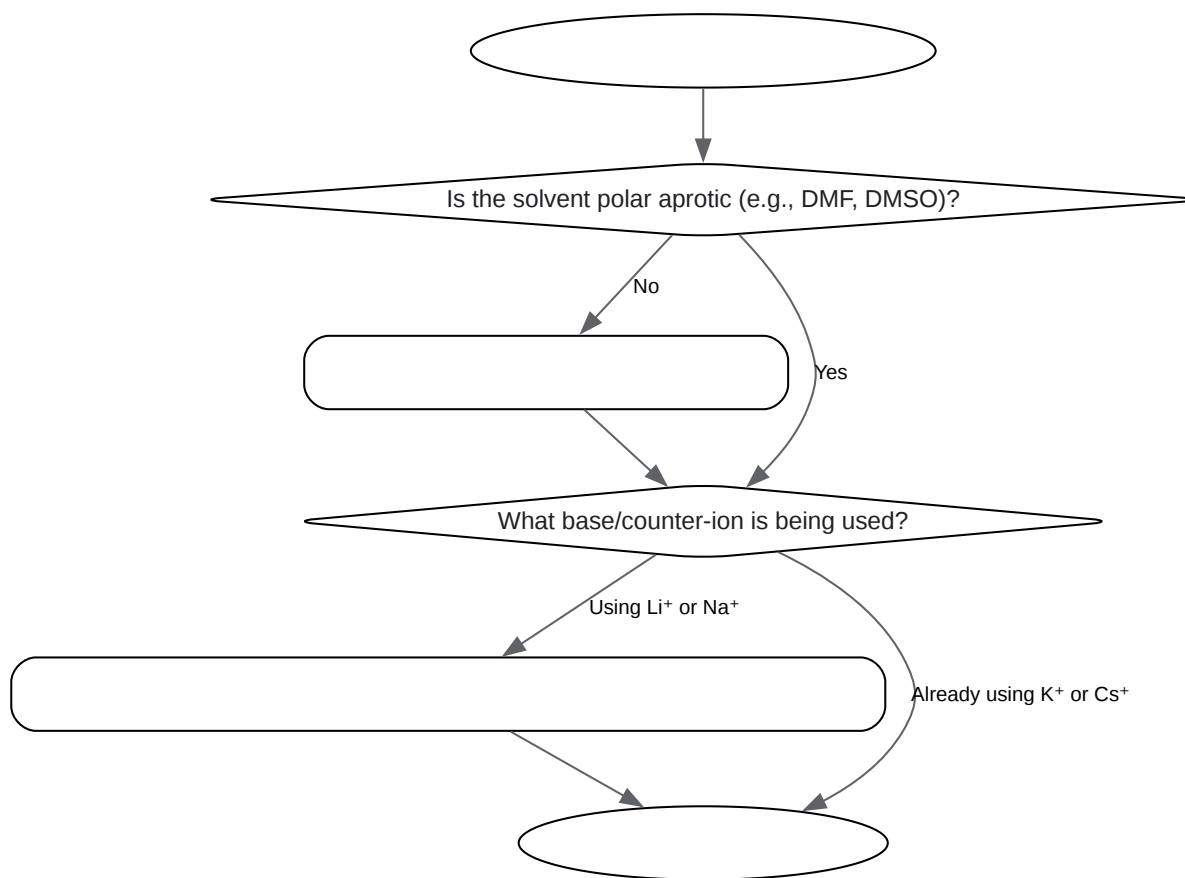 Is the solvent polar aprotic (e.g., DMF, DMSO)?
No
Yes
What base/counter-ion is being used?
Using Li⁺ or Na⁺
Already using K⁺ or Cs⁺